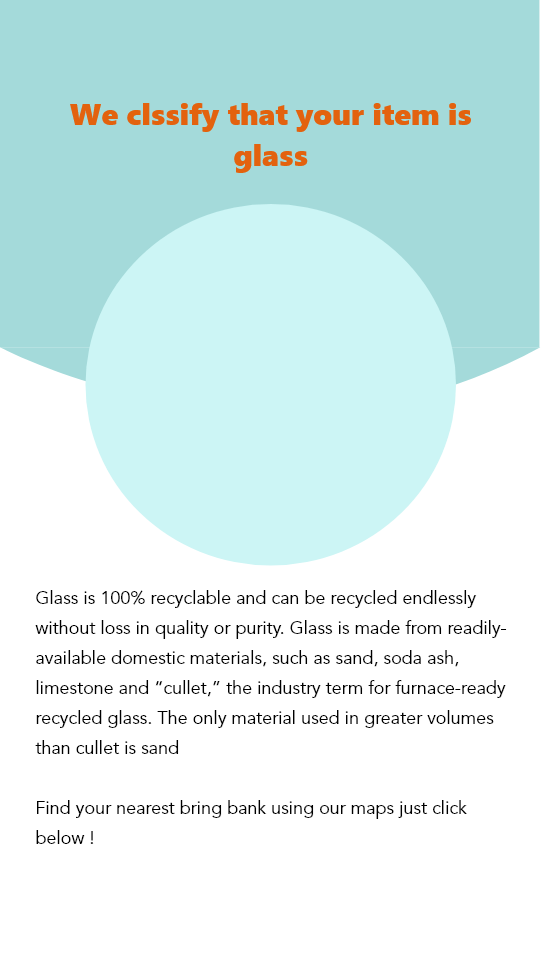 We clssify that your item is
glass
Glass is 100% recyclable and can be recycled endlessly
without loss in quality or purity. Glass is made from readily-
available domestic materials, such as sand, soda ash,
limestone and “cullet,” the industry term for furnace-ready
recycled glass. The only material used in greater volumes
than cullet is sand
Find your nearest bring bank using our maps just click
below !